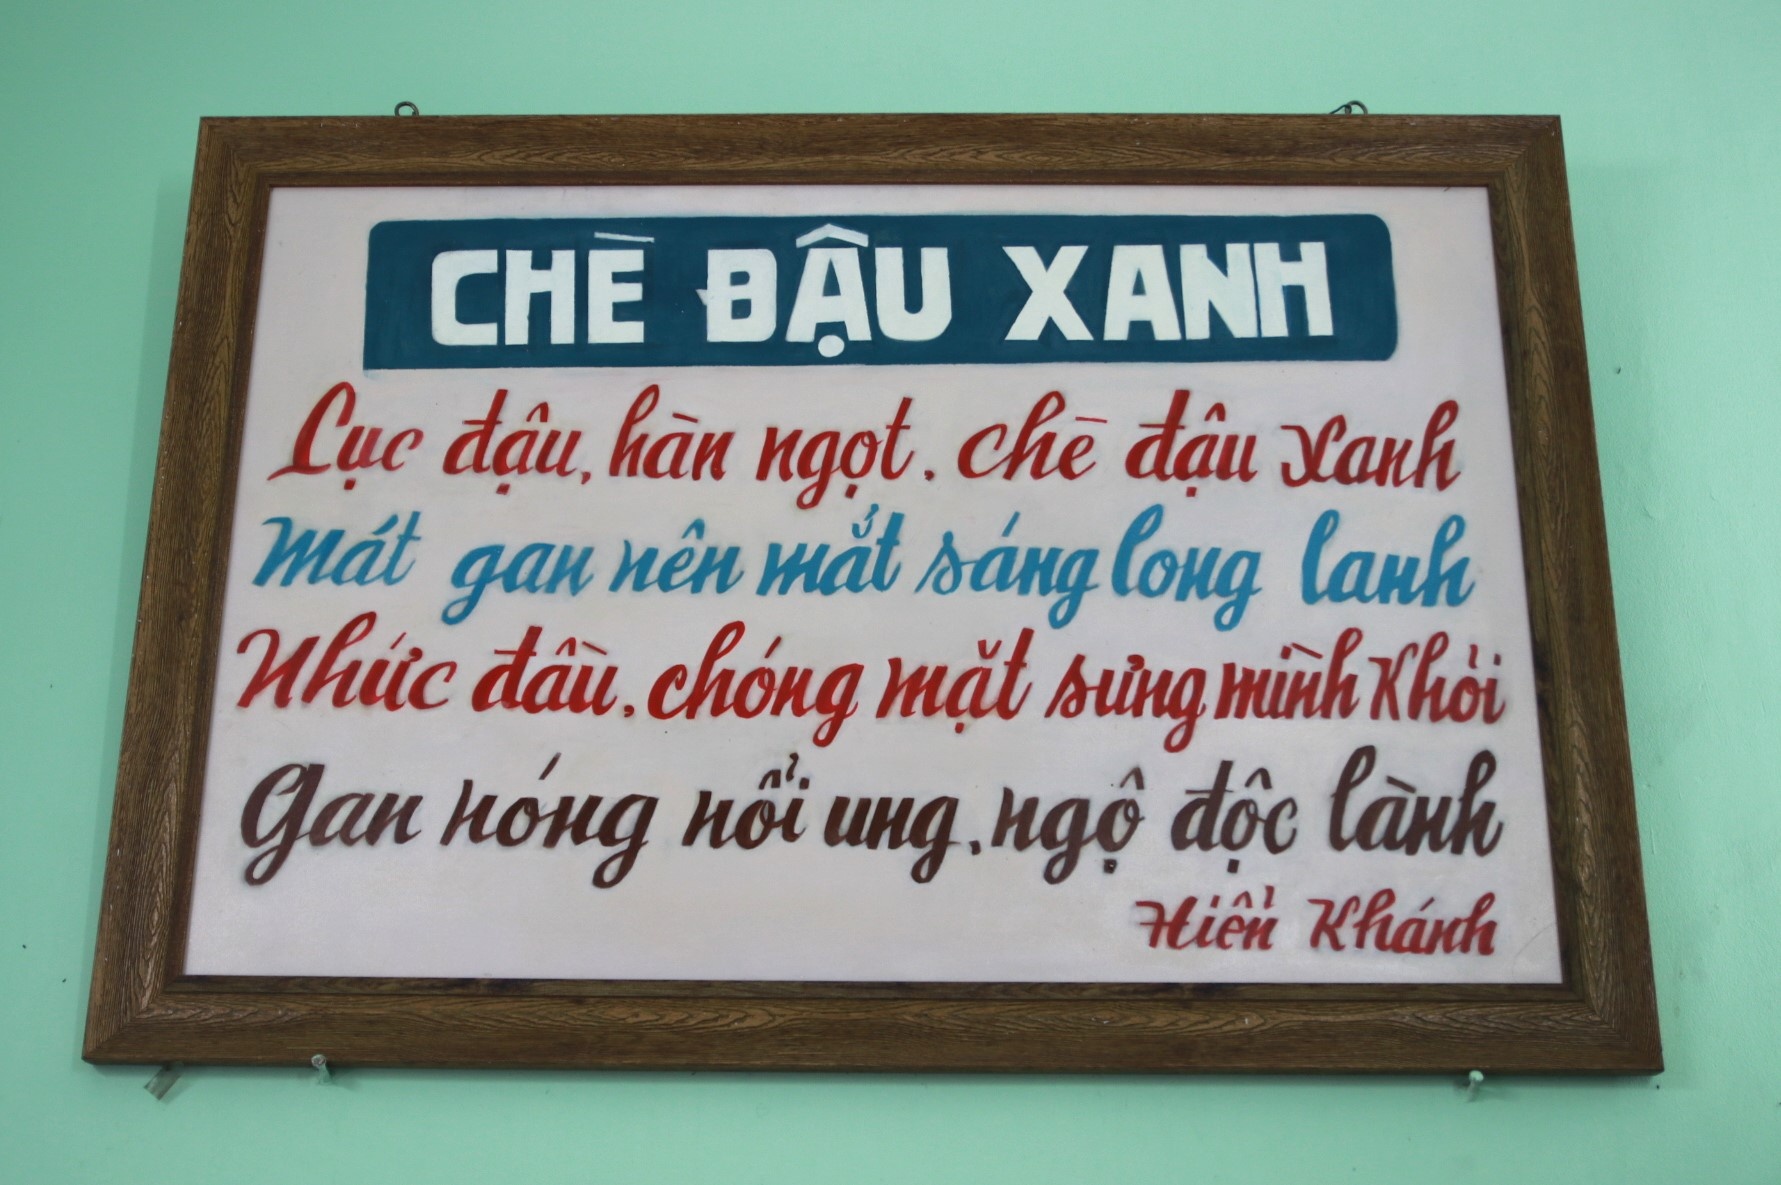 CHÈ ĐẬU XANH
Lục đậu, hàn ngọt, chè đậu xanh
Mát gan nên mắt sáng long lanh
Nhức đầu, chóng mặt sưng mình khỏi
Gan nóng nổi ung, ngộ độc lành
Hiển Khánh